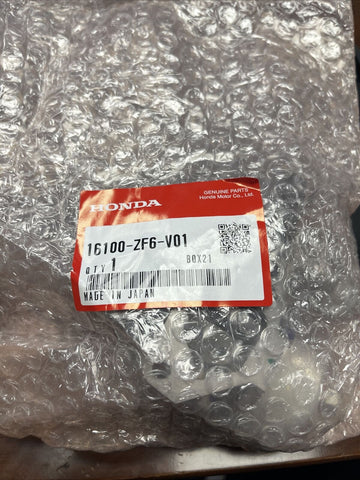 HONDA
GENUINE PARTS
Honda Motor Co., Ltd.
16100-ZF6-V01
BOX21
QTY 1
MADE IN JAPAN